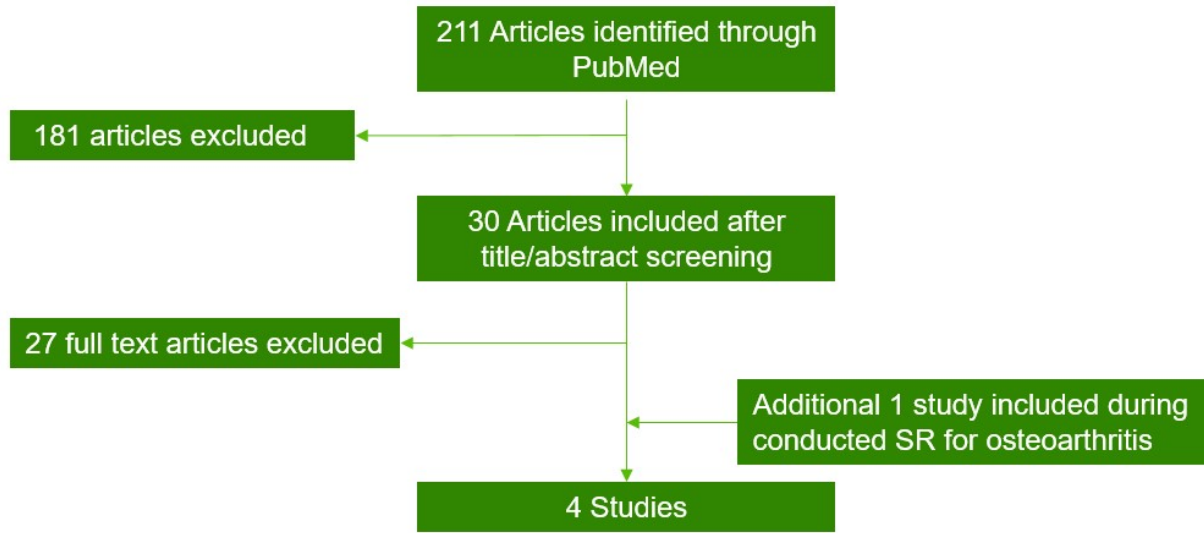 211 Articles identified through
PubMed
181 articles excluded
30 Articles included after
title/abstract screening
27 full text articles excluded
Additional 1 study included during
conducted SR for osteoarthritis
4 Studies